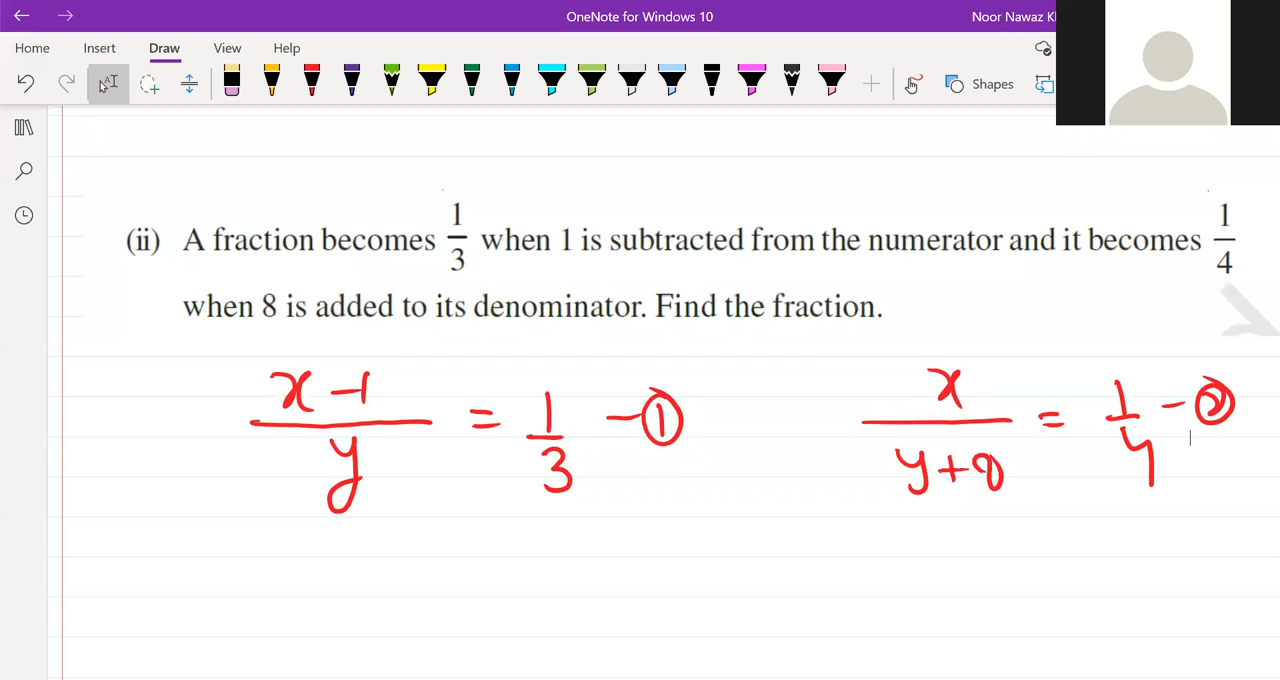 OneNote for Windows 10
Noor Nawaz Kh
Home Insert Draw View Help
Shapes
(ii) A fraction becomes 1/3 when 1 is subtracted from the numerator and it becomes 1/4
when 8 is added to its denominator. Find the fraction.
(x - 1)/y = 1/3 - ① x/(y + 8) = 1/4 - ②